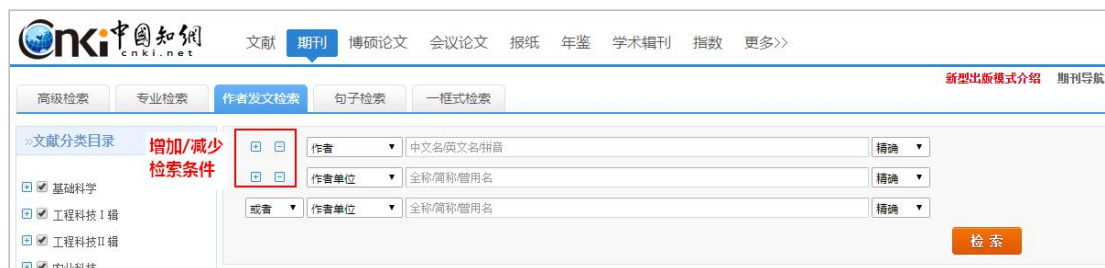 cnki中国知网
cnki.net
文献 期刊 博硕论文 会议论文 报纸 年鉴 学术辑刊 指数 更多>>
新型出版模式介绍 期刊导航
高级检索 专业检索 作者发文检索 句子检索 一框式检索
»文献分类目录
增加/减少
检索条件
作者 中文名/英文名/拼音 精确
基础科学
作者单位 全称/简称/曾用名 精确
工程科技I辑
或者 作者单位 全称/简称/曾用名 精确
工程科技II辑
检索
农业科技